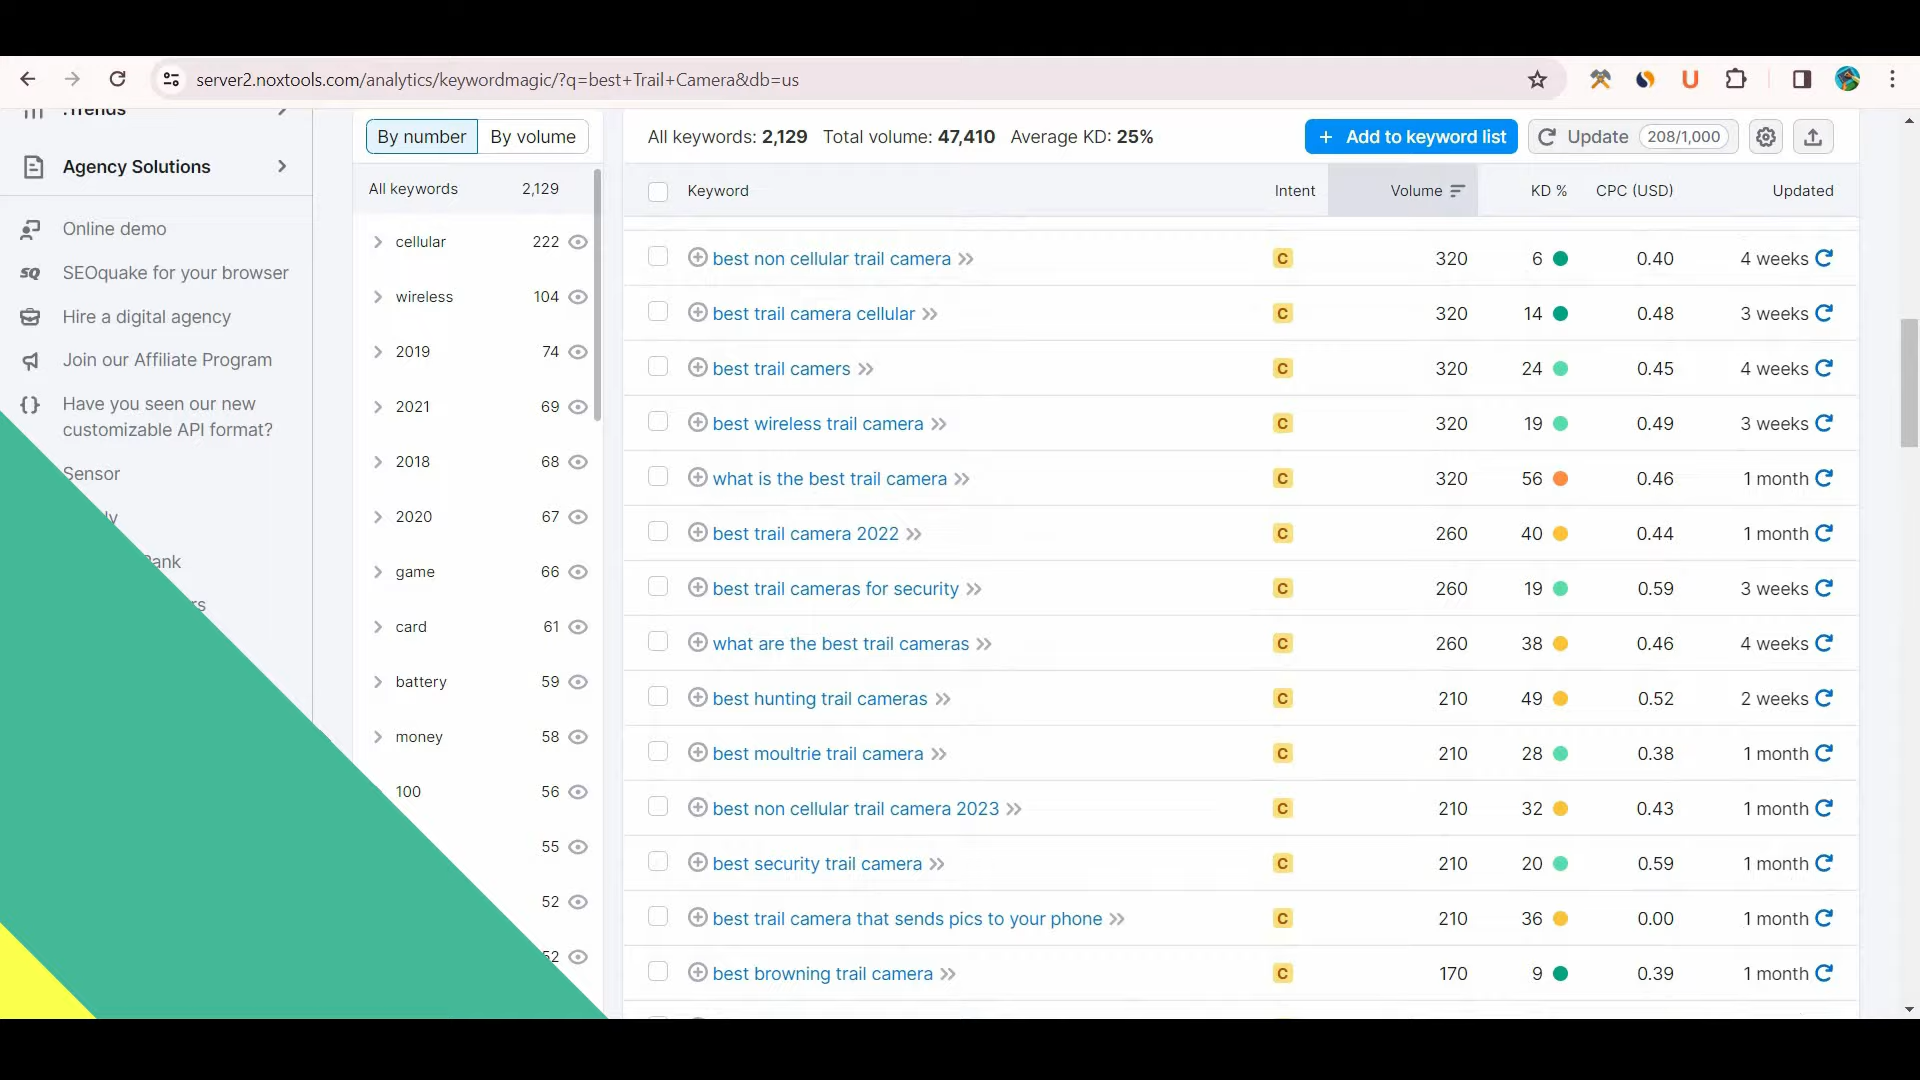 server2.noxtools.com/analytics/keywordmagic/?q=best+Trail+Camera&db=us
.Trends
Agency Solutions
Online demo
SEOquake for your browser
Hire a digital agency
Join our Affiliate Program
Have you seen our new
customizable API format?
Sensor
By number By volume
All keywords 2,129
cellular 222
wireless 104
2019 74
2021 69
2018 68
2020 67
game 66
card 61
battery 59
money 58
100 56
55
52
52
All keywords: 2,129 Total volume: 47,410 Average KD: 25%
+ Add to keyword list Update 208/1,000
Keyword Intent Volume KD % CPC (USD) Updated
best non cellular trail camera C 320 6 0.40 4 weeks
best trail camera cellular C 320 14 0.48 3 weeks
best trail camers C 320 24 0.45 4 weeks
best wireless trail camera C 320 19 0.49 3 weeks
what is the best trail camera C 320 56 0.46 1 month
best trail camera 2022 C 260 40 0.44 1 month
best trail cameras for security C 260 19 0.59 3 weeks
what are the best trail cameras C 260 38 0.46 4 weeks
best hunting trail cameras C 210 49 0.52 2 weeks
best moultrie trail camera C 210 28 0.38 1 month
best non cellular trail camera 2023 C 210 32 0.43 1 month
best security trail camera C 210 20 0.59 1 month
best trail camera that sends pics to your phone C 210 36 0.00 1 month
best browning trail camera C 170 9 0.39 1 month